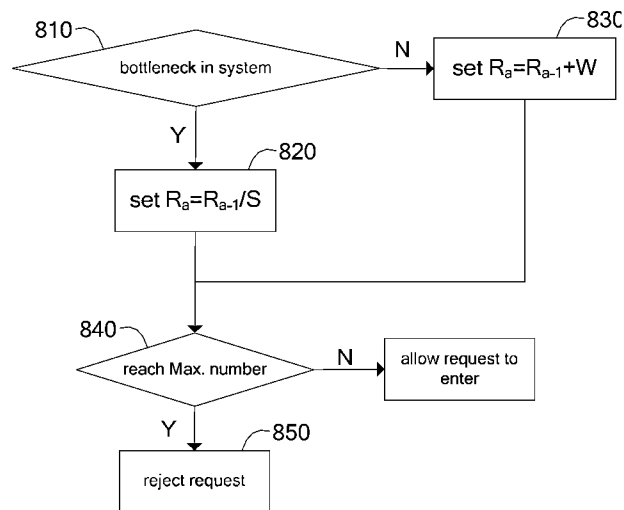 810
830
bottleneck in system
N
set Ra=Ra-1+W
Y
820
set Ra=Ra-1/S
840
reach Max. number
N
allow request to
enter
Y
850
reject request